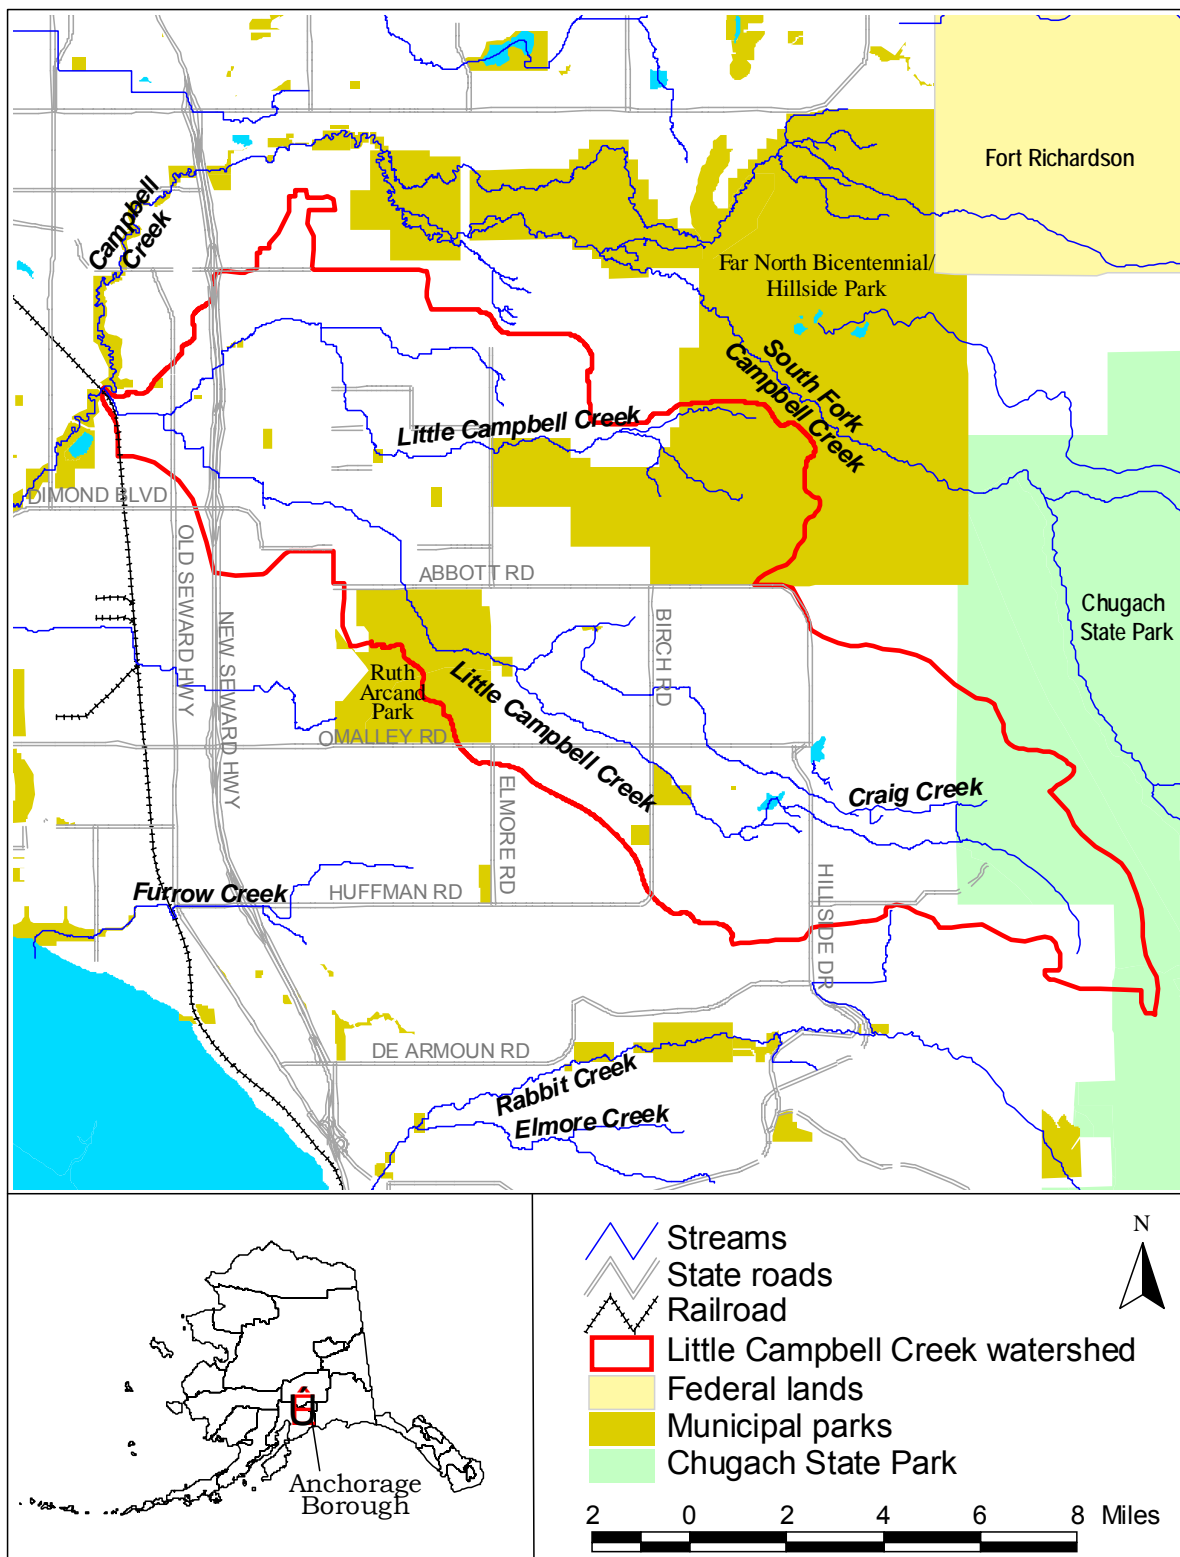 Fort Richardson
Campbell
Creek
Far North Bicentennial/
Hillside Park
South Fork
Campbell Creek
Little Campbell Creek
DIMOND BLVD
OLD SEWARD HWY
NEW SEWARD HWY
ABBOTT RD
BIRCH RD
Chugach
State Park
Ruth
Arcand
Park
Little Campbell Creek
OMALLEY RD
ELMORE RD
Craig Creek
HILLSIDE DR
Furrow Creek
HUFFMAN RD
DE ARMOUN RD
Rabbit Creek
Elmore Creek
Anchorage
Borough
Streams
State roads
Railroad
Little Campbell Creek watershed
Federal lands
Municipal parks
Chugach State Park
N
2 0 2 4 6 8 Miles